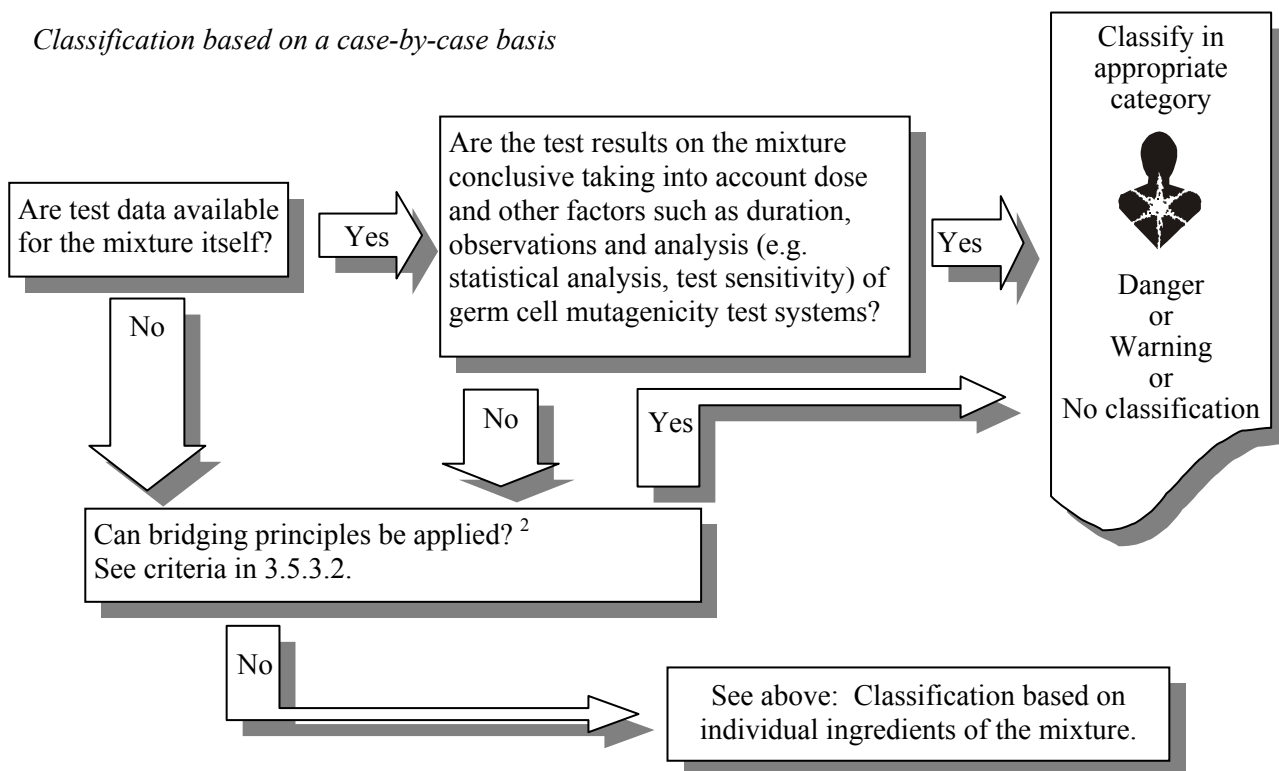 Classification based on a case-by-case basis
Are test data available
for the mixture itself?
Yes
Are the test results on the mixture
conclusive taking into account dose
and other factors such as duration,
observations and analysis (e.g.
statistical analysis, test sensitivity) of
germ cell mutagenicity test systems?
Yes
Classify in
appropriate
category
Danger
or
Warning
or
No classification
No
No
Yes
Can bridging principles be applied? 2
See criteria in 3.5.3.2.
No
See above: Classification based on
individual ingredients of the mixture.